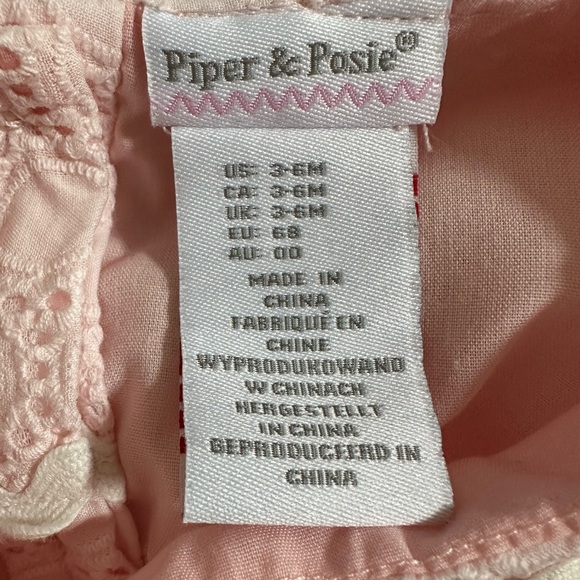 Piper & Posie®
US: 3-6M
CA: 3-6M
UK: 3-6M
EU: 68
AU: 00
MADE IN
CHINA
FABRIQUÉ EN
CHINE
WYPRODUKOWANO
W CHINACH
HERGESTELLT
IN CHINA
GEPRODUCEERD IN
CHINA